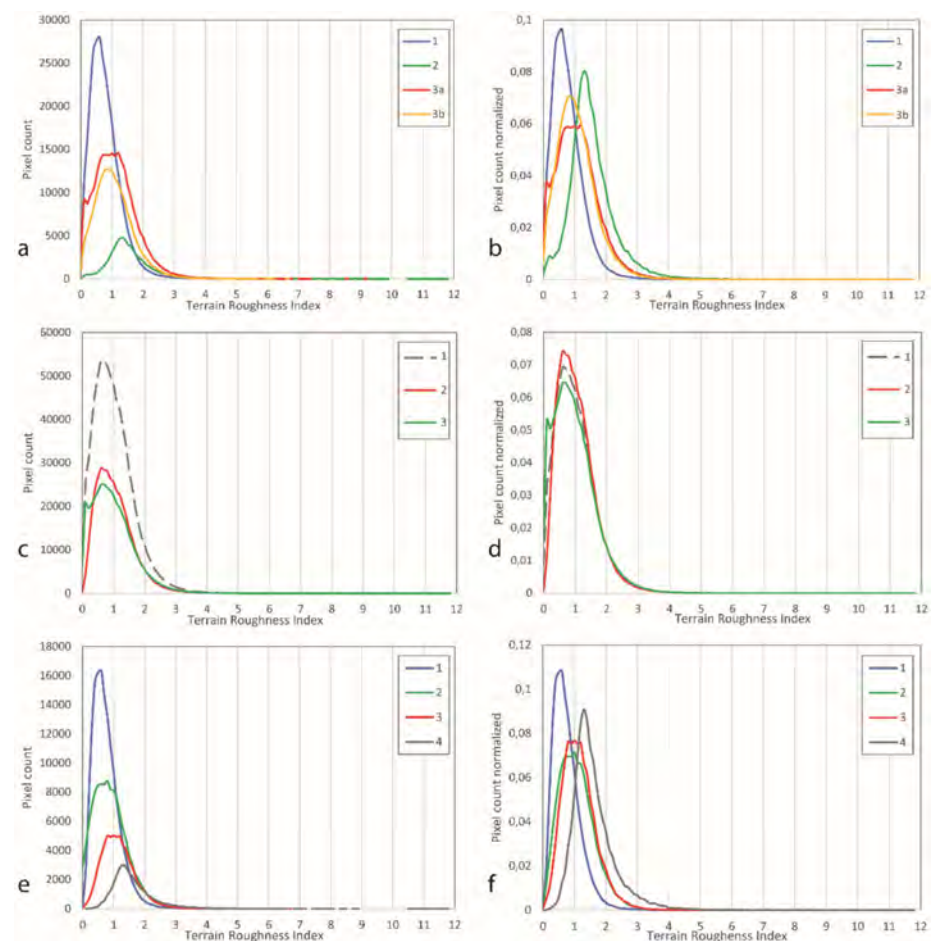 30000
25000
20000
15000
10000
5000
0
Pixel count
0 1 2 3 4 5 6 7 8 9 10 11 12
Terrain Roughness Index
1
2
3a
3b
a
0,1
0,08
0,06
0,04
0,02
0
Pixel count normalized
0 1 2 3 4 5 6 7 8 9 10 11 12
Terrain Roughness Index
1
2
3a
3b
b
60000
50000
40000
30000
20000
10000
0
Pixel count
0 1 2 3 4 5 6 7 8 9 10 11 12
Terrain Roughness Index
1
2
3
c
0,08
0,07
0,06
0,05
0,04
0,03
0,02
0,01
0
Pixel count normalized
0 1 2 3 4 5 6 7 8 9 10 11 12
Terrain Roughness Index
1
2
3
d
18000
16000
14000
12000
10000
8000
6000
4000
2000
0
Pixel count
0 1 2 3 4 5 6 7 8 9 10 11 12
Terrain Roughness Index
1
2
3
4
e
0,12
0,1
0,08
0,06
0,04
0,02
0
Pixel count normalized
0 1 2 3 4 5 6 7 8 9 10 11 12
Terrain Roughness Index
1
2
3
4
f